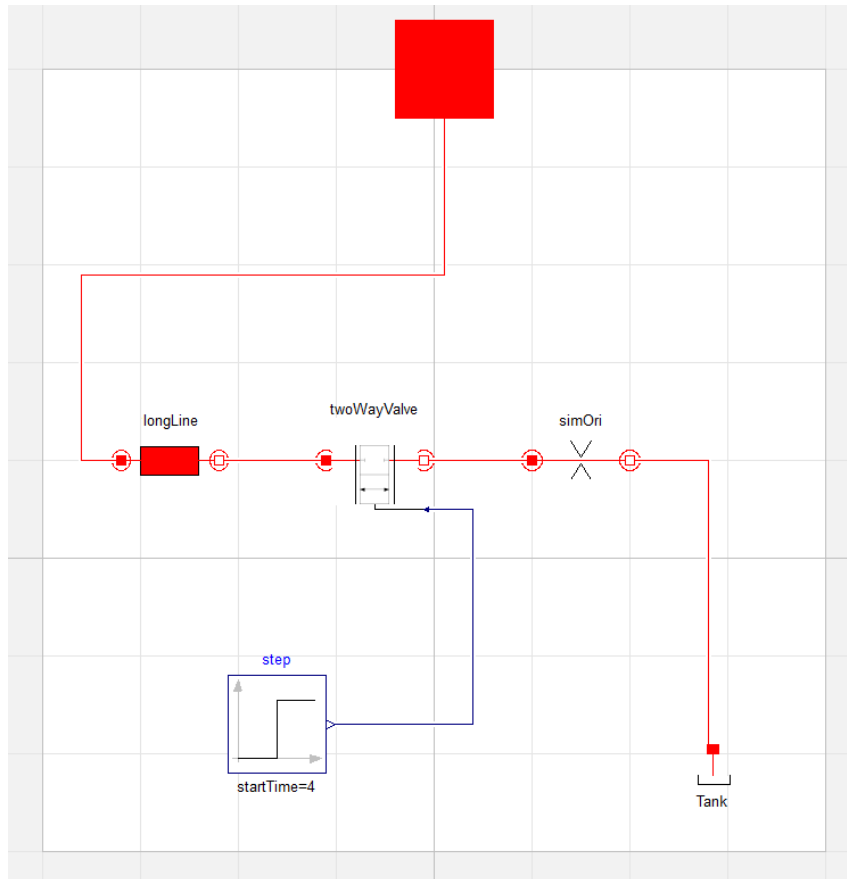 longLine
twoWayValve
simOri
step
startTime=4
Tank